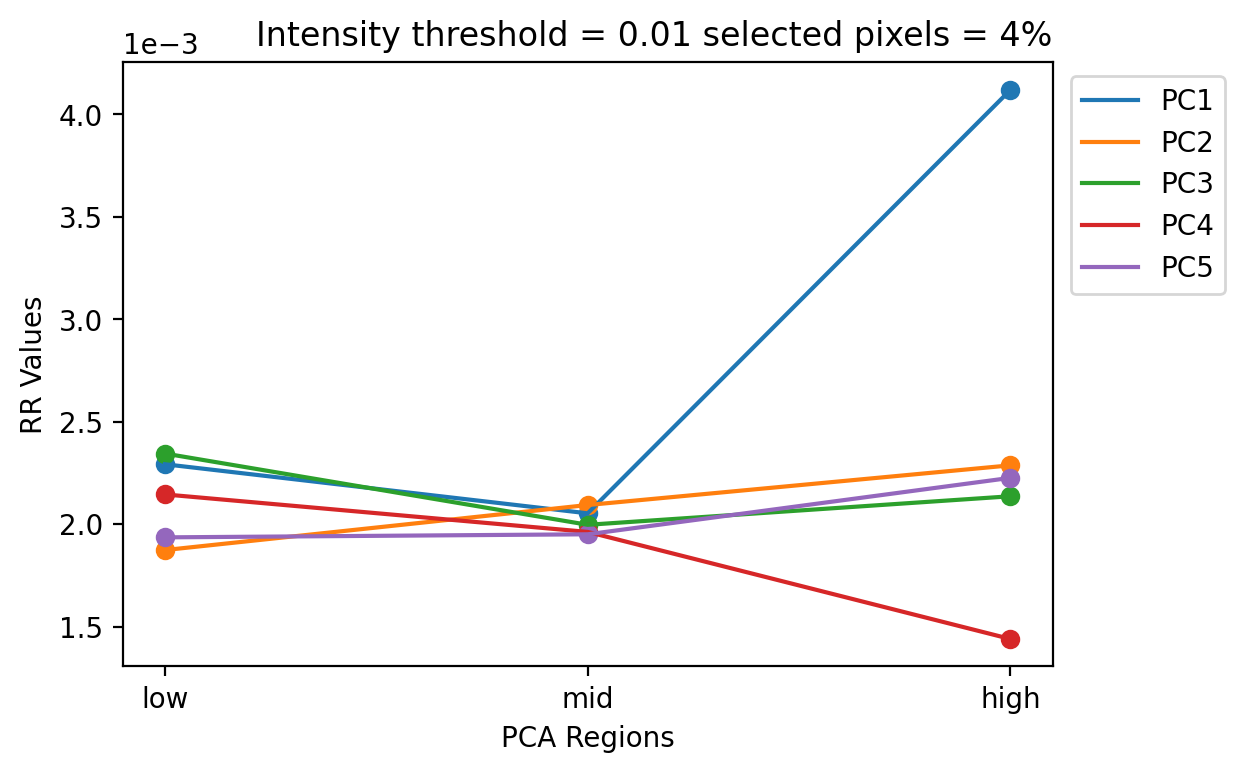 Intensity threshold = 0.01 selected pixels = 4%
1e−3
4.0
3.5
3.0
2.5
2.0
1.5
RR Values
low
mid
high
PCA Regions
PC1
PC2
PC3
PC4
PC5